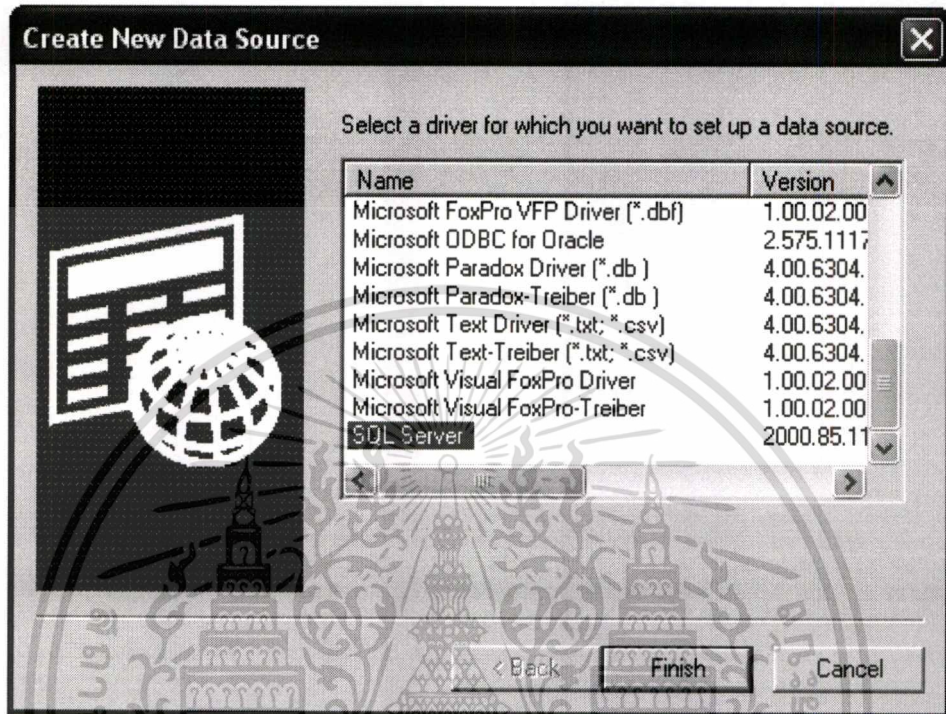 Create New Data Source
Select a driver for which you want to set up a data source.
Name Version
Microsoft FoxPro VFP Driver (*.dbf) 1.00.02.00
Microsoft ODBC for Oracle 2.575.1117
Microsoft Paradox Driver (*.db ) 4.00.6304.
Microsoft Paradox-Treiber (*.db ) 4.00.6304.
Microsoft Text Driver (*.txt; *.csv) 4.00.6304.
Microsoft Text-Treiber (*.txt; *.csv) 4.00.6304.
Microsoft Visual FoxPro Driver 1.00.02.00
Microsoft Visual FoxPro-Treiber 1.00.02.00
SQL Server 2000.85.11
< Back Finish Cancel